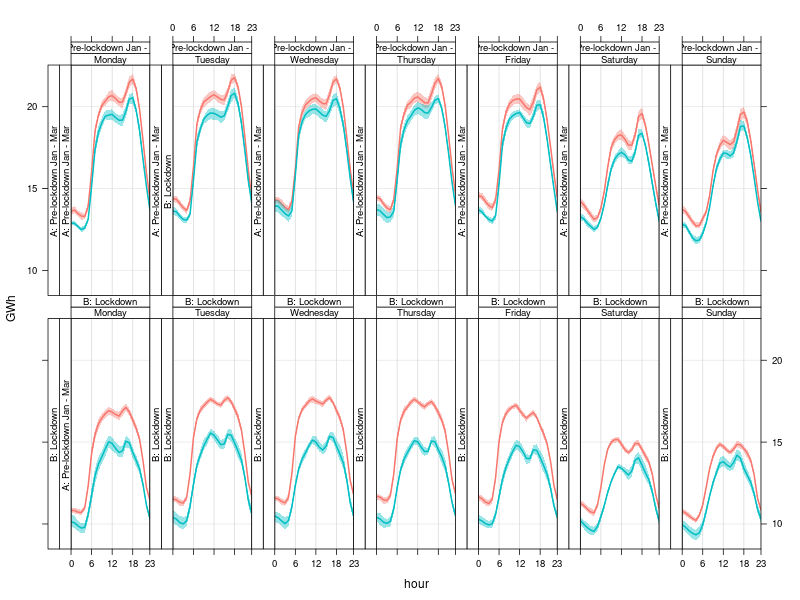 0 6 12 18 23 0 6 12 18 23 0 6 12 18 23
Pre-lockdown Jan - Pre-lockdown Jan - Pre-lockdown Jan - Pre-lockdown Jan - Pre-lockdown Jan - Pre-lockdown Jan - Pre-lockdown Jan -
Monday Tuesday Wednesday Thursday Friday Saturday Sunday
20
15
10
A: Pre-lockdown Jan - Mar
A: Pre-lockdown Jan - Mar
A: Pre-lockdown Jan - Mar
B: Lockdown
A: Pre-lockdown Jan - Mar
A: Pre-lockdown Jan - Mar
A: Pre-lockdown Jan - Mar
A: Pre-lockdown Jan - Mar
A: Pre-lockdown Jan - Mar
GWh
B: Lockdown B: Lockdown B: Lockdown B: Lockdown B: Lockdown B: Lockdown B: Lockdown
Monday Tuesday Wednesday Thursday Friday Saturday Sunday
B: Lockdown
A: Pre-lockdown Jan - Mar
B: Lockdown
B: Lockdown
B: Lockdown
B: Lockdown
B: Lockdown
B: Lockdown
B: Lockdown
20
15
10
0 6 12 18 23 0 6 12 18 23 0 6 12 18 23 0 6 12 18 23
hour